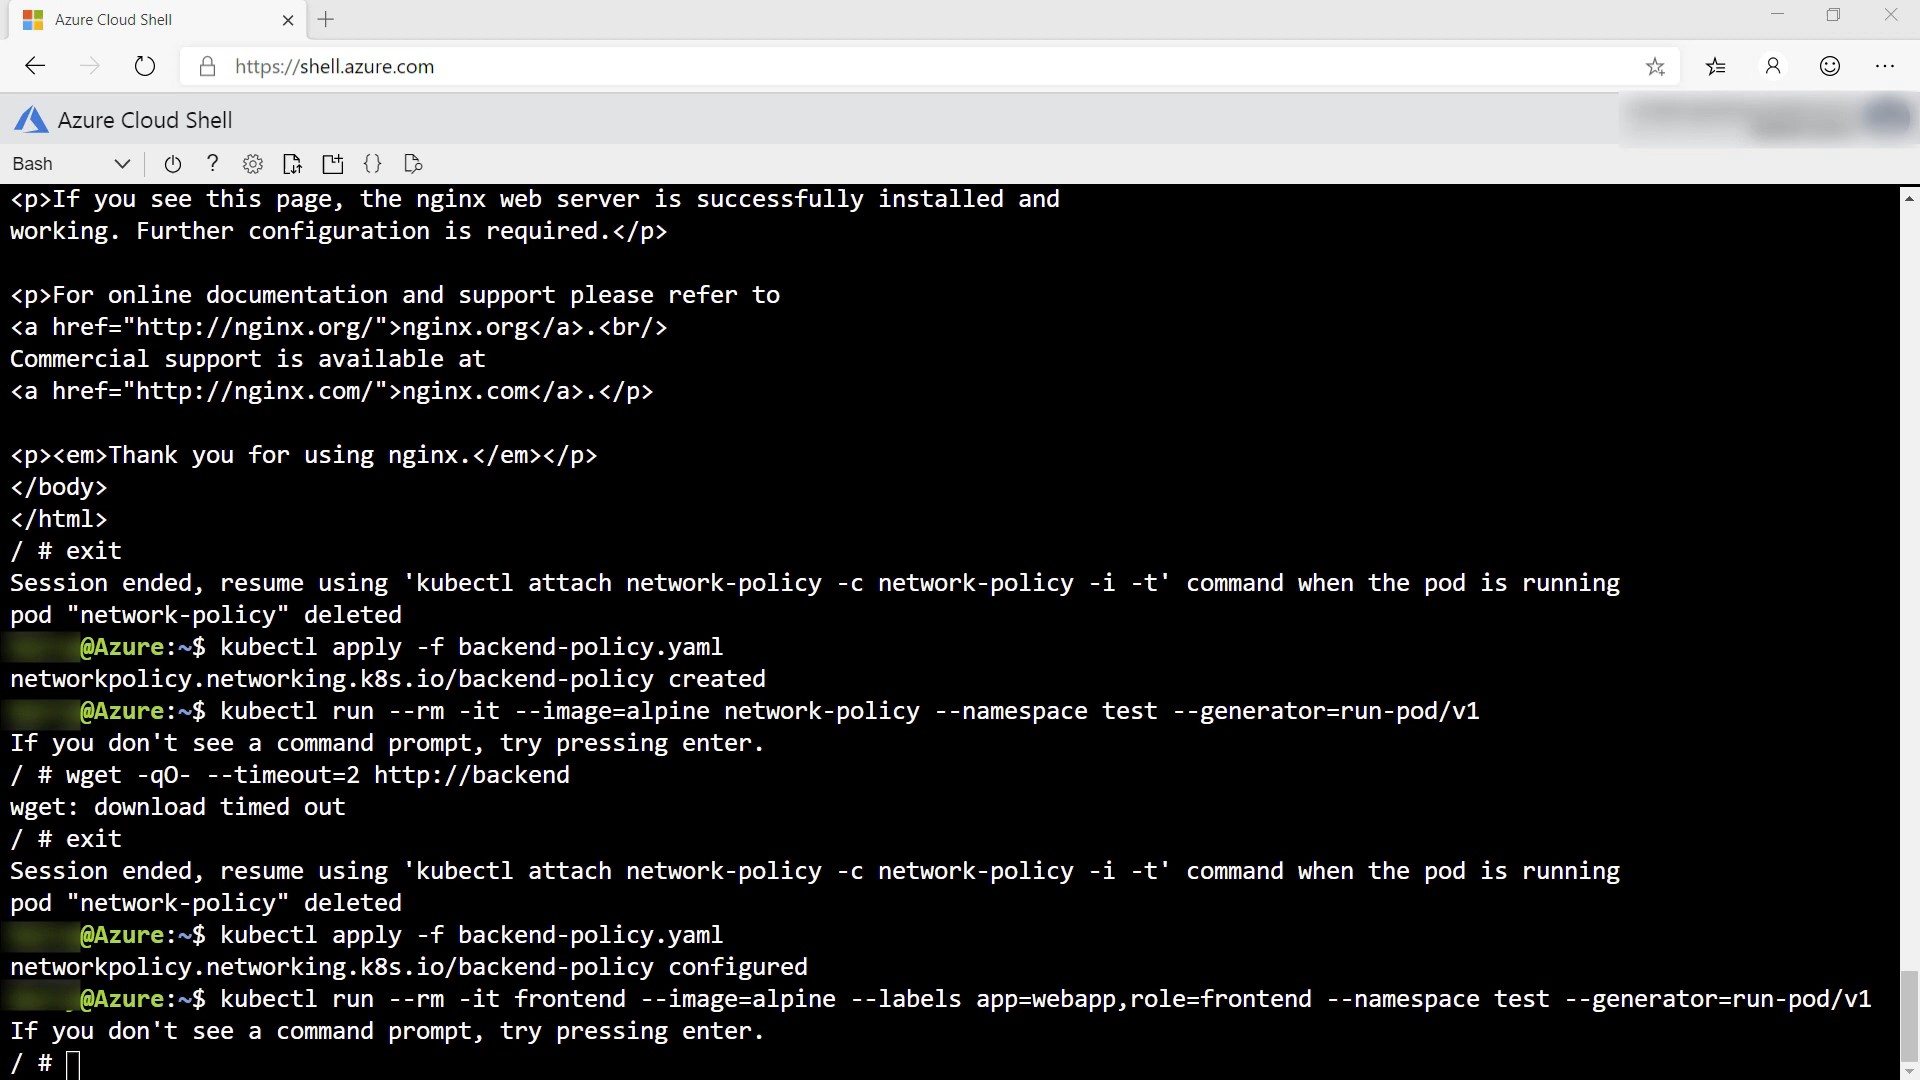 Azure Cloud Shell
https://shell.azure.com
Azure Cloud Shell
Bash
<p>If you see this page, the nginx web server is successfully installed and
working. Further configuration is required.</p>
<p>For online documentation and support please refer to
<a href="http://nginx.org/">nginx.org</a>.<br/>
Commercial support is available at
<a href="http://nginx.com/">nginx.com</a>.</p>
<p><em>Thank you for using nginx.</em></p>
</body>
</html>
/ # exit
Session ended, resume using 'kubectl attach network-policy -c network-policy -i -t' command when the pod is running
pod "network-policy" deleted
@Azure:~$ kubectl apply -f backend-policy.yaml
networkpolicy.networking.k8s.io/backend-policy created
@Azure:~$ kubectl run --rm -it --image=alpine network-policy --namespace test --generator=run-pod/v1
If you don't see a command prompt, try pressing enter.
/ # wget -qO- --timeout=2 http://backend
wget: download timed out
/ # exit
Session ended, resume using 'kubectl attach network-policy -c network-policy -i -t' command when the pod is running
pod "network-policy" deleted
@Azure:~$ kubectl apply -f backend-policy.yaml
networkpolicy.networking.k8s.io/backend-policy configured
@Azure:~$ kubectl run --rm -it frontend --image=alpine --labels app=webapp,role=frontend --namespace test --generator=run-pod/v1
If you don't see a command prompt, try pressing enter.
/ #